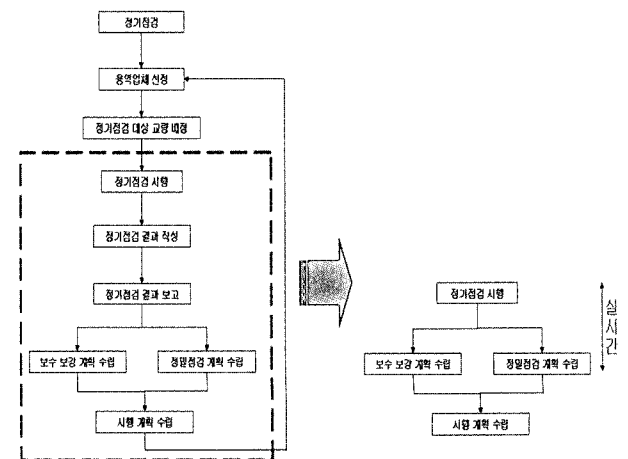 정기점검
용역업체 선정
정기점검 대상 교량 배정
정기점검 시행
정기점검 결과 작성
정기점검 결과 보고
보수 보강 계획 수립
정밀점검 계획 수립
시행 계획 수립
정기점검 시행
보수 보강 계획 수립
정밀점검 계획 수립
시행 계획 수립
실시간